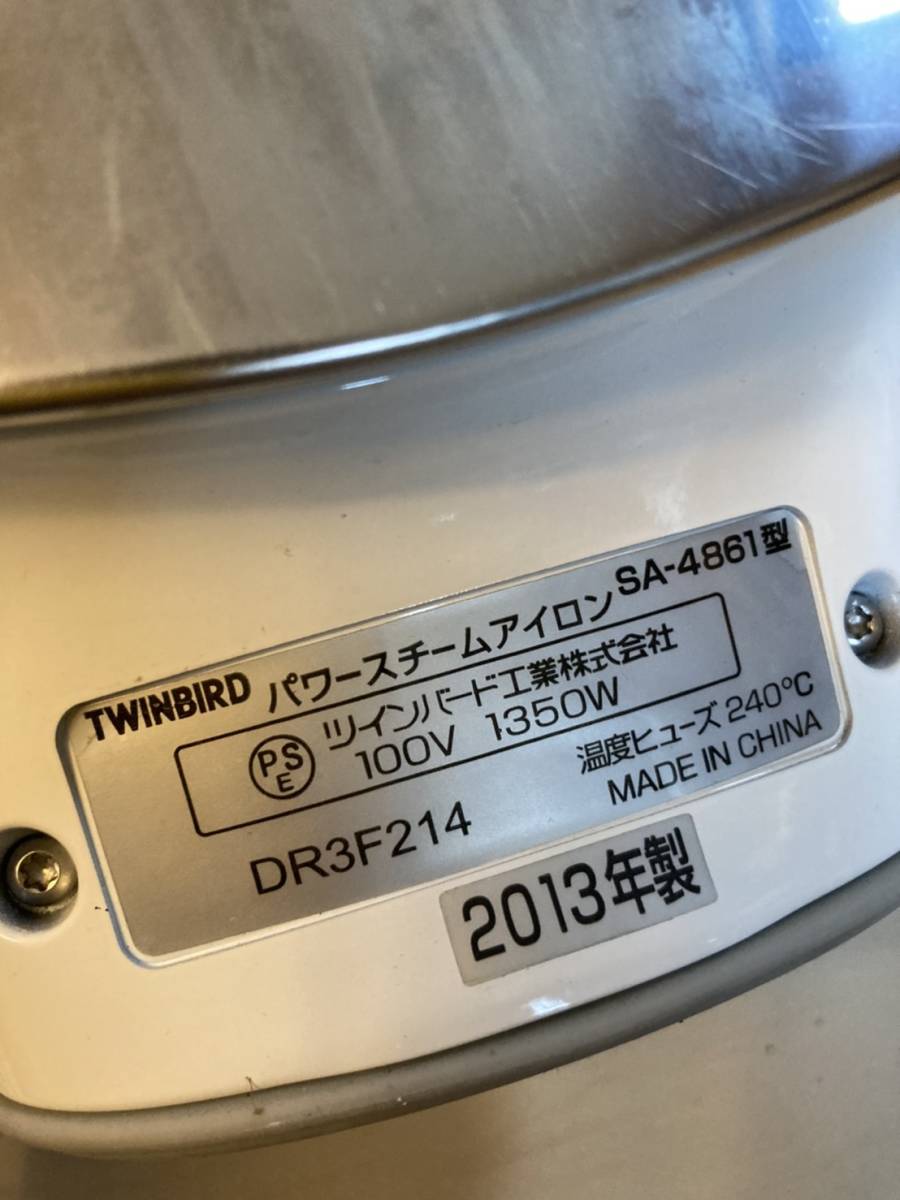 TWINBIRD パワースチームアイロン SA-4861型
PSE ツインバード工業株式会社
100V 1350W
温度ヒューズ 240℃
DR3F214
MADE IN CHINA
2013年製